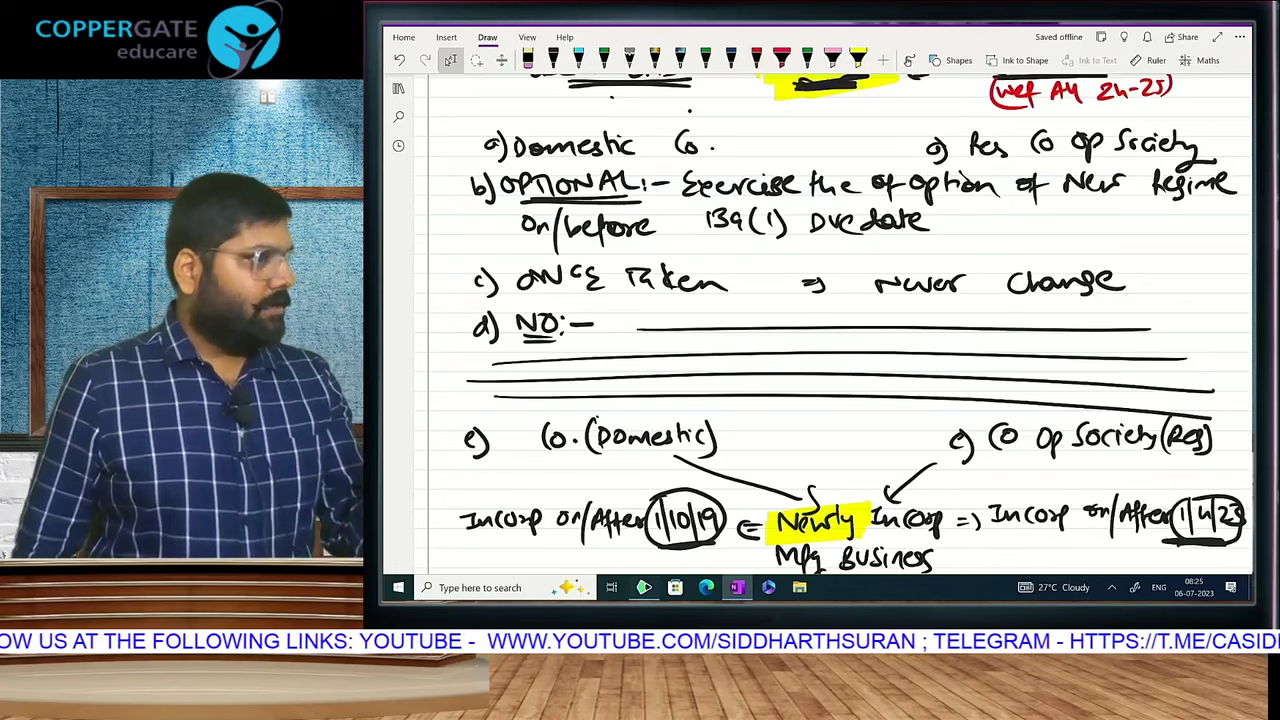 COPPERGATE
educare
Home Insert Draw View Help
Saved offline
Share
Shapes
Ink to Shape
Ink to Text
Ruler
Maths
(wef AY 24-25)
a) Domestic Co.
a) Res Co Op Society
b) OPTIONAL:- Exercise the of option of New Regime
on/before 139(1) Due date
c) ONCE Taken ⇒ Never change
d) NO:-
e) Co. (Domestic)
e) CO Op Society (Res)
Incorp on/After 1/10/19 ⇐ Newly Incorp ⇒ Incorp on/After 1/4/23
Mfg Business
Type here to search
27°C Cloudy
ENG
08:25
06-07-2023
OW US AT THE FOLLOWING LINKS: YOUTUBE - WWW.YOUTUBE.COM/SIDDHARTHSURAN ; TELEGRAM - HTTPS://T.ME/CASID